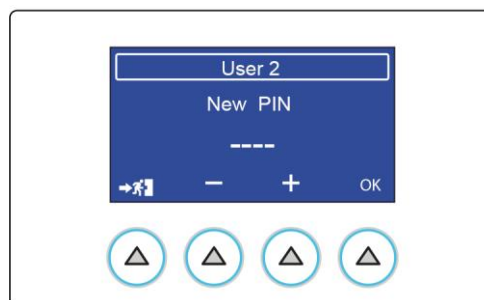 User 2
New PIN
----
− + OK